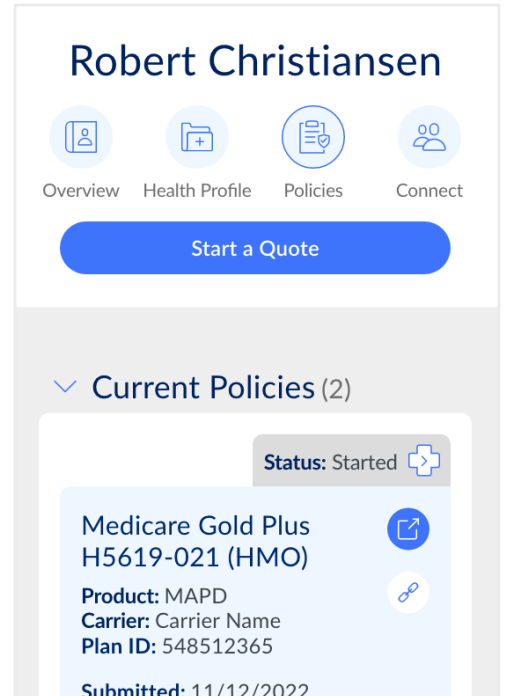 Robert Christiansen
Overview Health Profile Policies Connect
Start a Quote
Current Policies (2)
Status: Started
Medicare Gold Plus
H5619-021 (HMO)
Product: MAPD
Carrier: Carrier Name
Plan ID: 548512365
Submitted: 11/12/2022